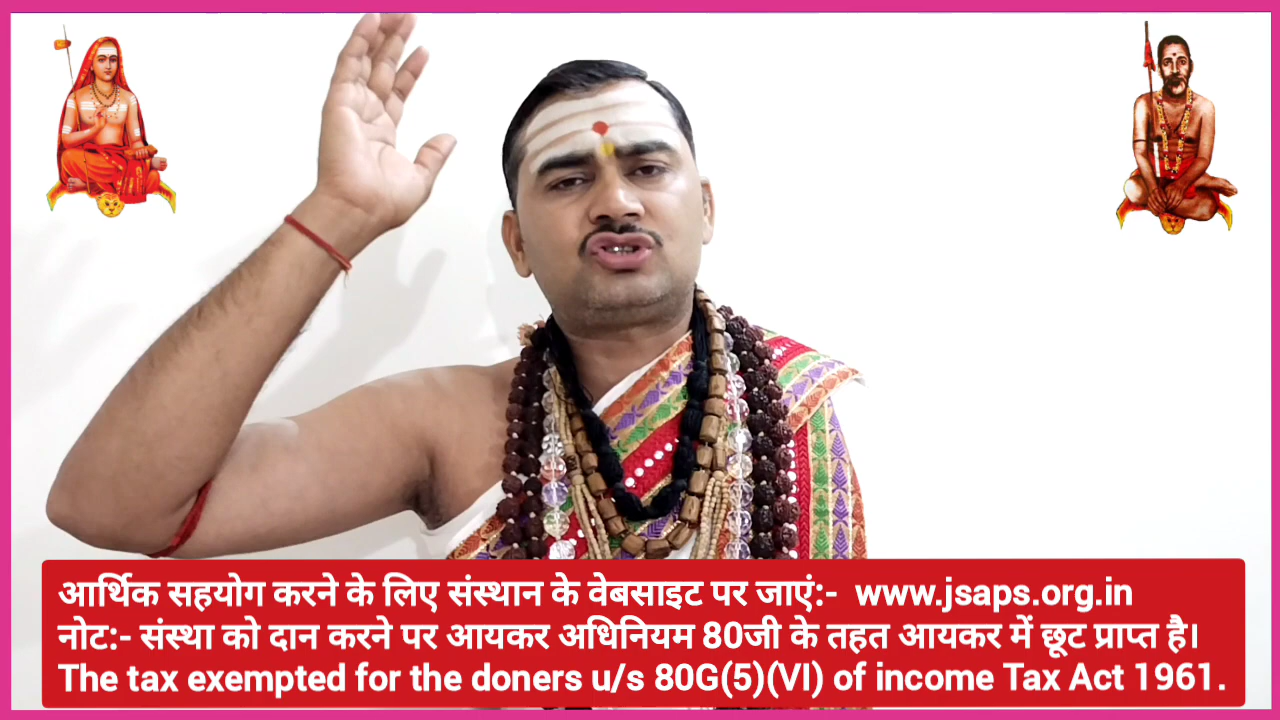 आर्थिक सहयोग करने के लिए संस्थान के वेबसाइट पर जाएं:- www.jsaps.org.in
नोट:- संस्था को दान करने पर आयकर अधिनियम 80जी के तहत आयकर में छूट प्राप्त है।
The tax exempted for the doners u/s 80G(5)(VI) of income Tax Act 1961.